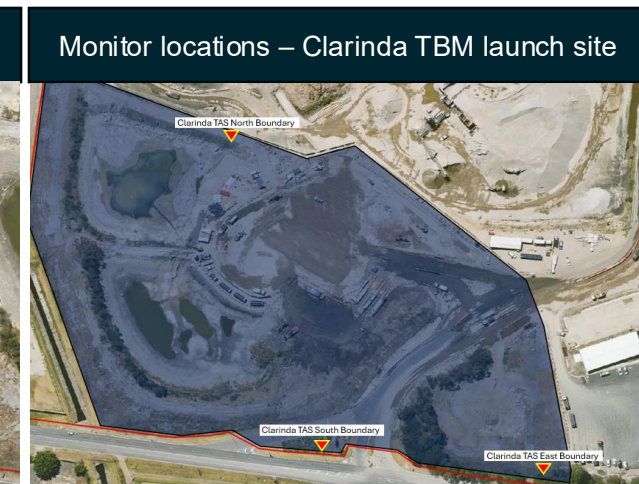 Monitor locations – Clarinda TBM launch site
Clarinda TAS North Boundary
Clarinda TAS South Boundary
Clarinda TAS East Boundary